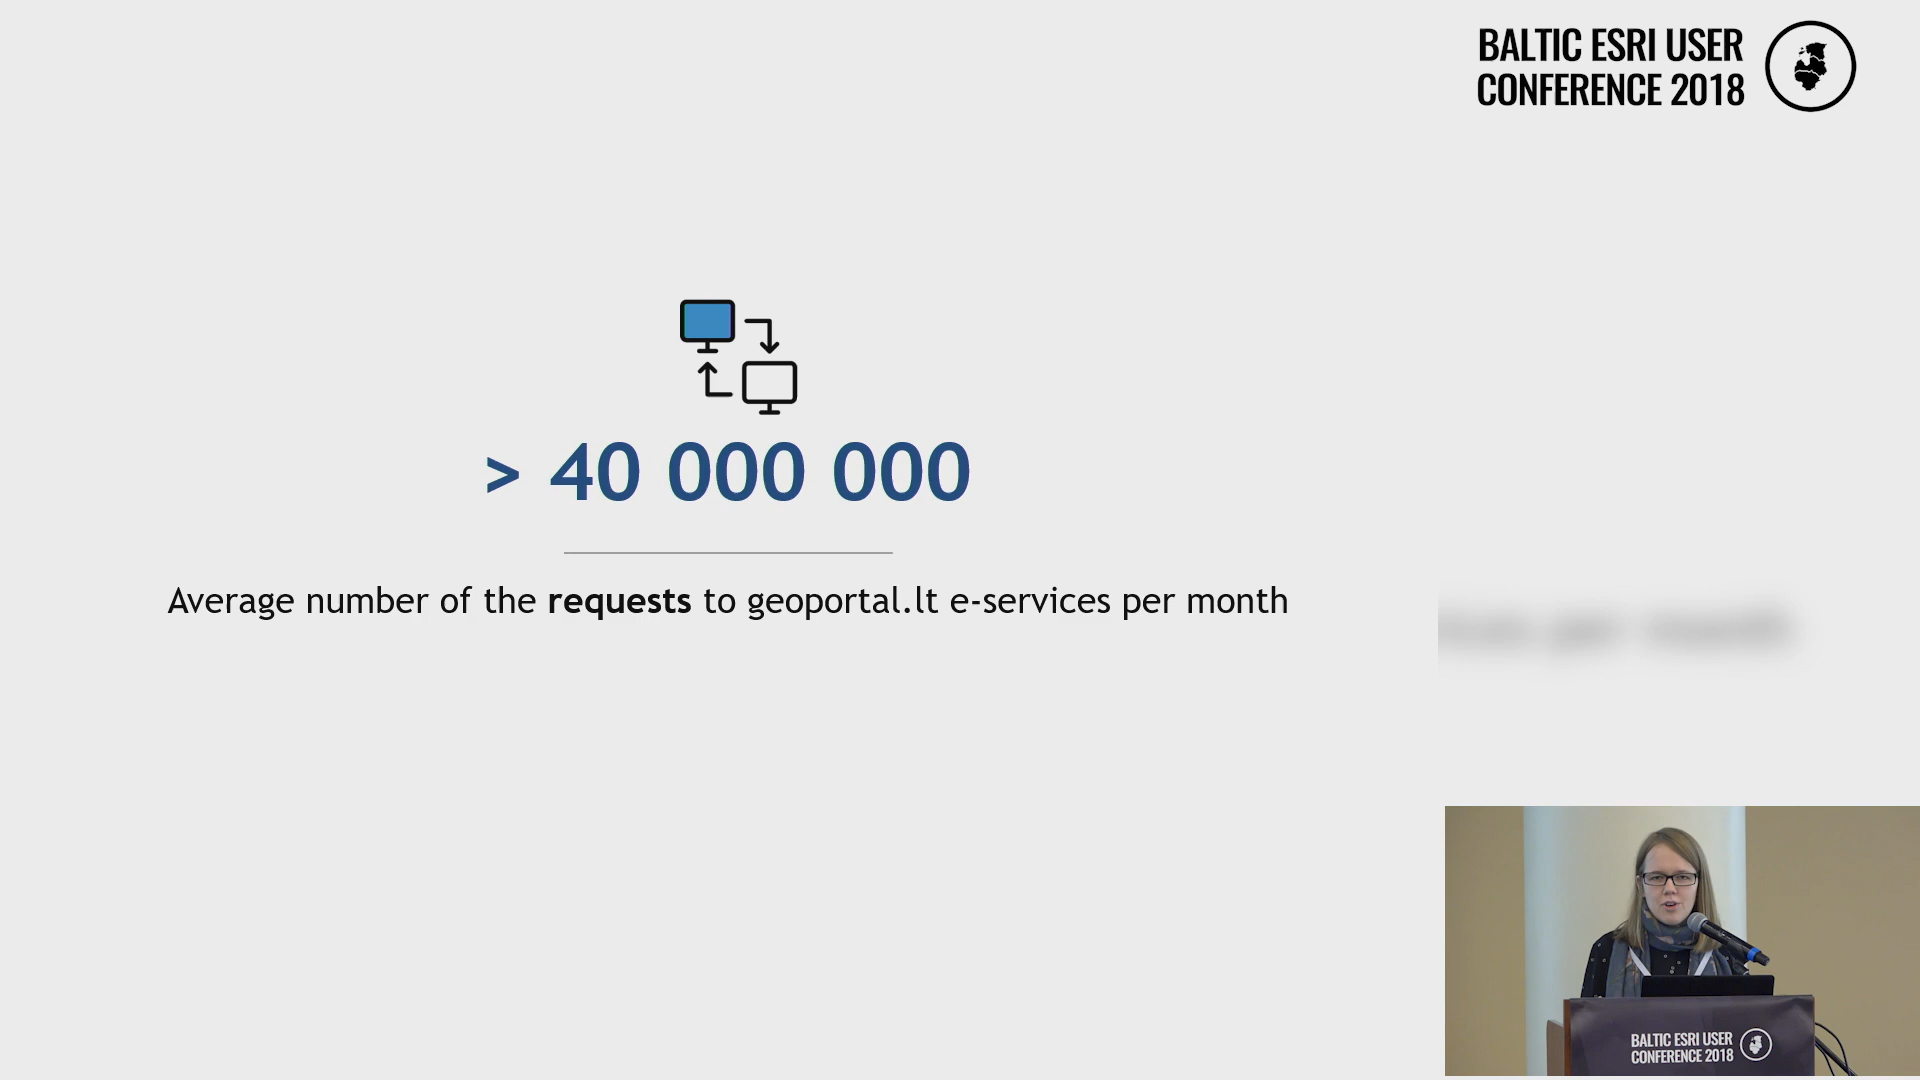 BALTIC ESRI USER
CONFERENCE 2018
> 40 000 000
Average number of the requests to geoportal.lt e-services per month
BALTIC ESRI USER
CONFERENCE 2018